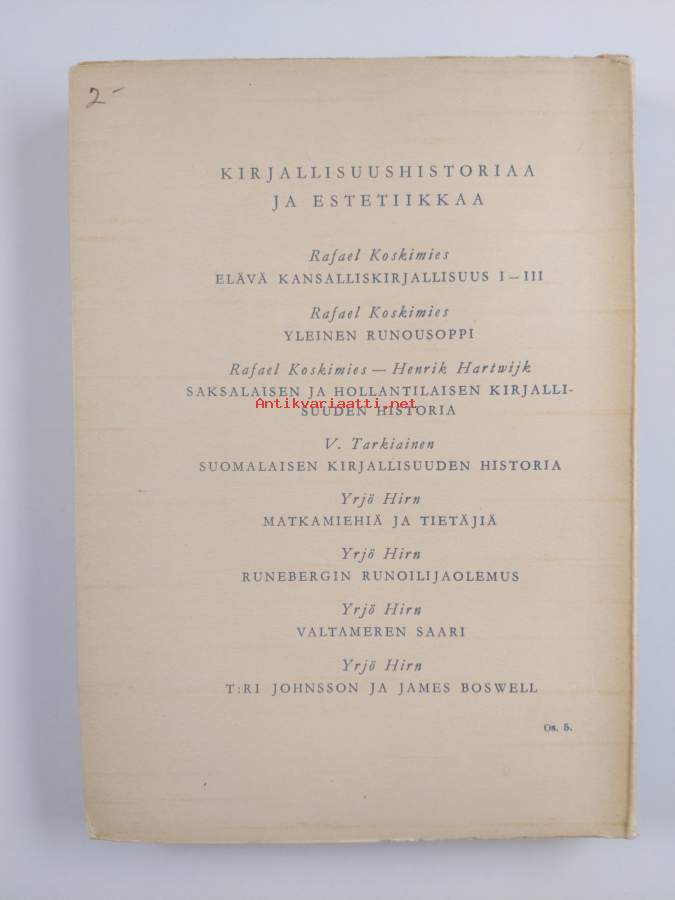 2-
KIRJALLISUUSHISTORIAA
JA ESTETIIKKAA
Rafael Koskimies
ELÄVÄ KANSALLISKIRJALLISUUS I – III
Rafael Koskimies
YLEINEN RUNOUSOPPI
Rafael Koskimies — Henrik Hartwijk
SAKSALAISEN JA HOLLANTILAISEN KIRJALLI-
Antikvariaatti.net
SUUDEN HISTORIA
V. Tarkiainen
SUOMALAISEN KIRJALLISUUDEN HISTORIA
Yrjö Hirn
MATKAMIEHIÄ JA TIETÄJIÄ
Yrjö Hirn
RUNEBERGIN RUNOILIJAOLEMUS
Yrjö Hirn
VALTAMEREN SAARI
Yrjö Hirn
T:RI JOHNSSON JA JAMES BOSWELL
Os. S.